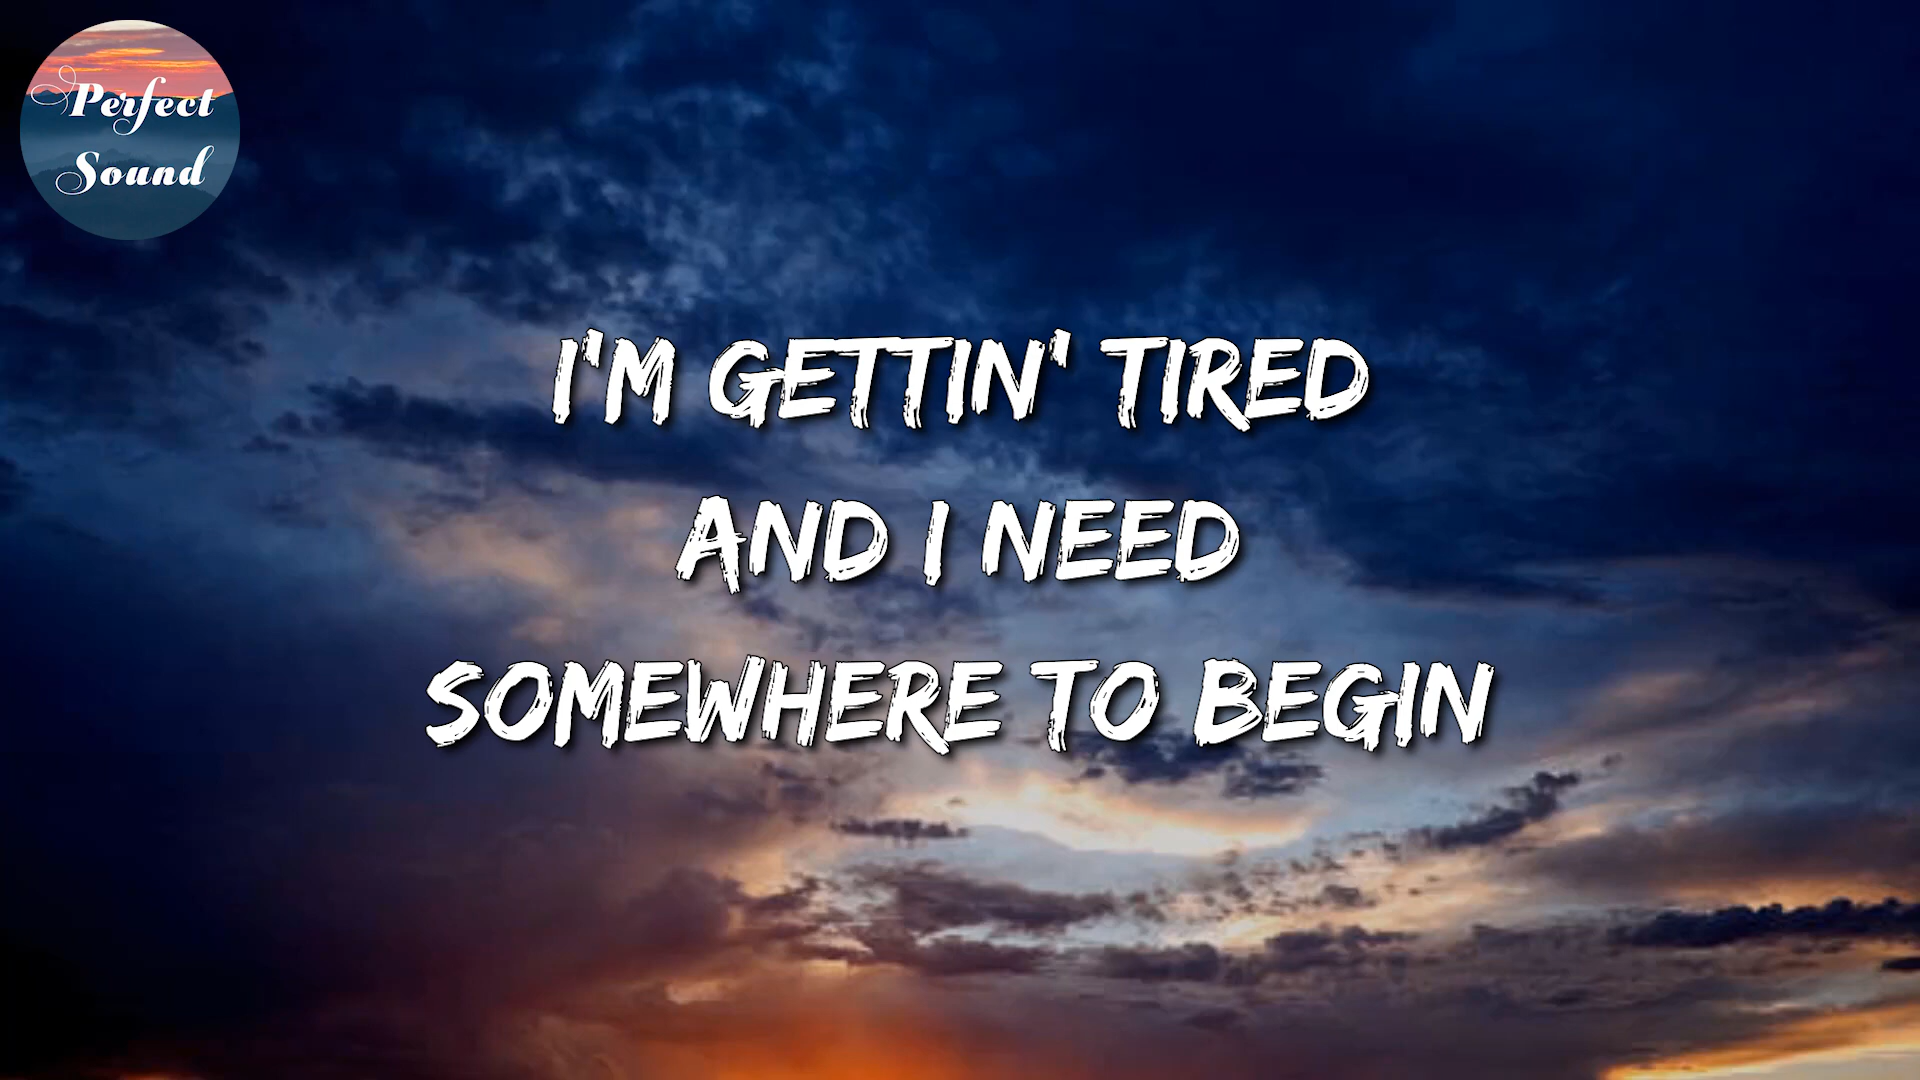 Perfect
Sound
I'M GETTIN' TIRED
AND I NEED
SOMEWHERE TO BEGIN